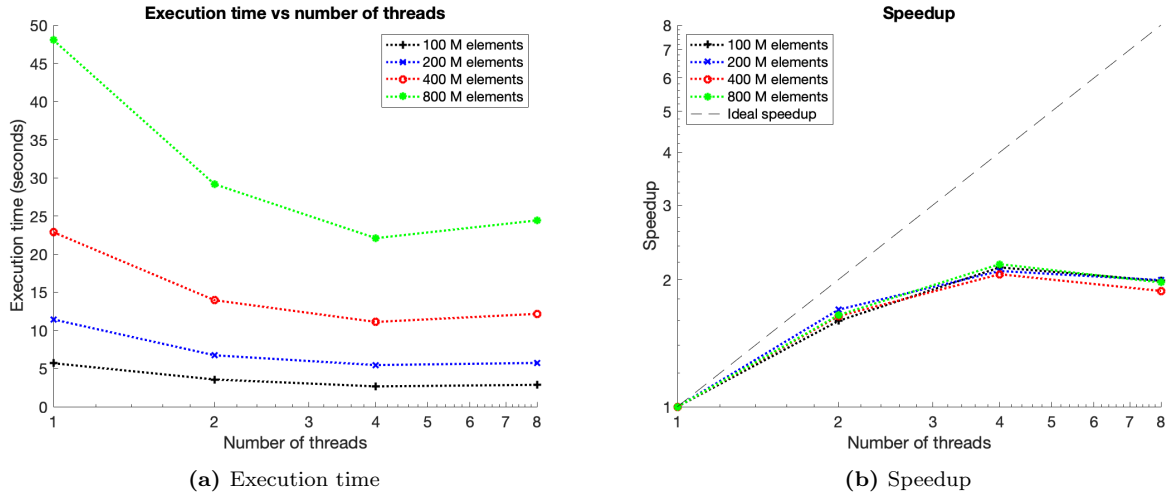 Execution time vs number of threads
50
45
40
35
30
25
20
15
10
5
0
Execution time (seconds)
100 M elements
200 M elements
400 M elements
800 M elements
1 2 3 4 5 6 7 8
Number of threads
(a) Execution time
Speedup
8
7
6
5
4
3
2
1
Speedup
100 M elements
200 M elements
400 M elements
800 M elements
Ideal speedup
1 2 3 4 5 6 7 8
Number of threads
(b) Speedup